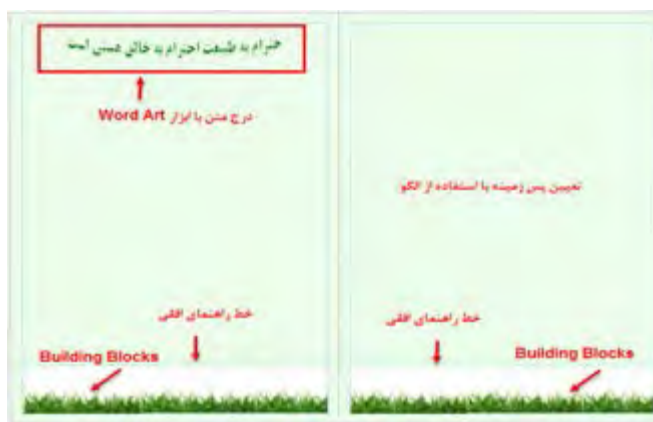 احترام به طبیعت احترام به خالق هستی است
درج متن با ابزار Word Art
خط راهنمای افقی
Building Blocks
تعیین پس زمینه با استفاده از الگو
خط راهنمای افقی
Building Blocks